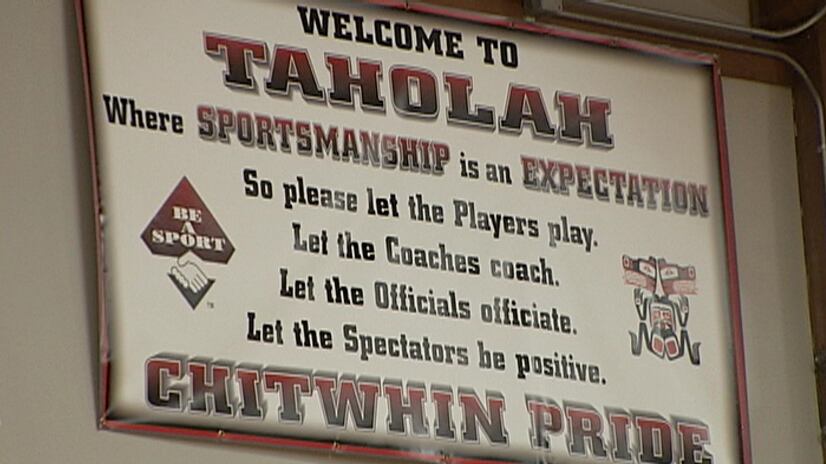 WELCOME TO
TAHOLAH
Where SPORTSMANSHIP is an EXPECTATION
So please let the Players play.
Let the Coaches coach.
Let the Officials officiate.
Let the Spectators be positive.
BE
A
SPORT
TM
CHITWHIN PRIDE